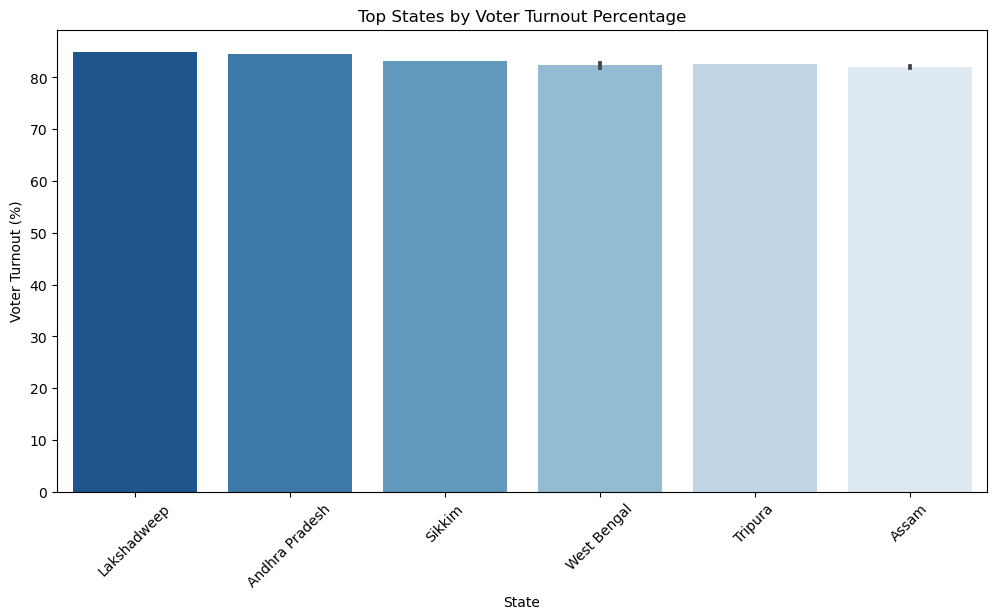 Top States by Voter Turnout Percentage
Voter Turnout (%)
80
70
60
50
40
30
20
10
0
Lakshadweep
Andhra Pradesh
Sikkim
West Bengal
Tripura
Assam
State